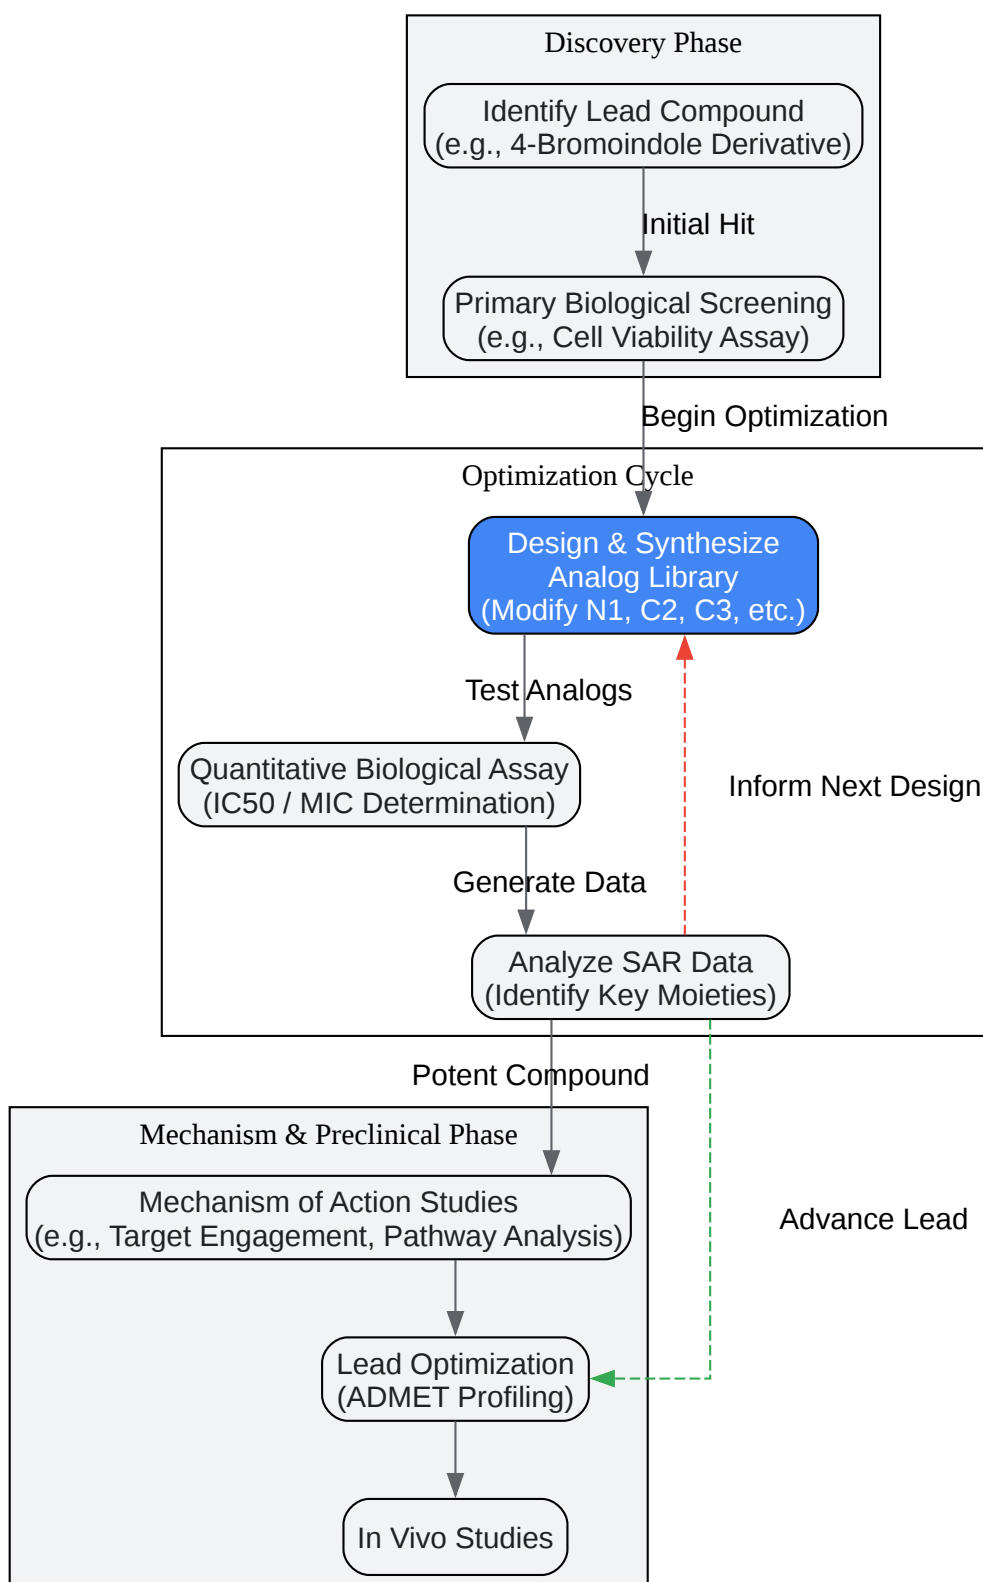 Discovery Phase
Identify Lead Compound
(e.g., 4-Bromoindole Derivative)
Initial Hit
Primary Biological Screening
(e.g., Cell Viability Assay)
Begin Optimization
Optimization Cycle
Design & Synthesize
Analog Library
(Modify N1, C2, C3, etc.)
Test Analogs
Quantitative Biological Assay
(IC50 / MIC Determination)
Inform Next Design
Generate Data
Analyze SAR Data
(Identify Key Moieties)
Potent Compound
Mechanism & Preclinical Phase
Mechanism of Action Studies
(e.g., Target Engagement, Pathway Analysis)
Advance Lead
Lead Optimization
(ADMET Profiling)
In Vivo Studies